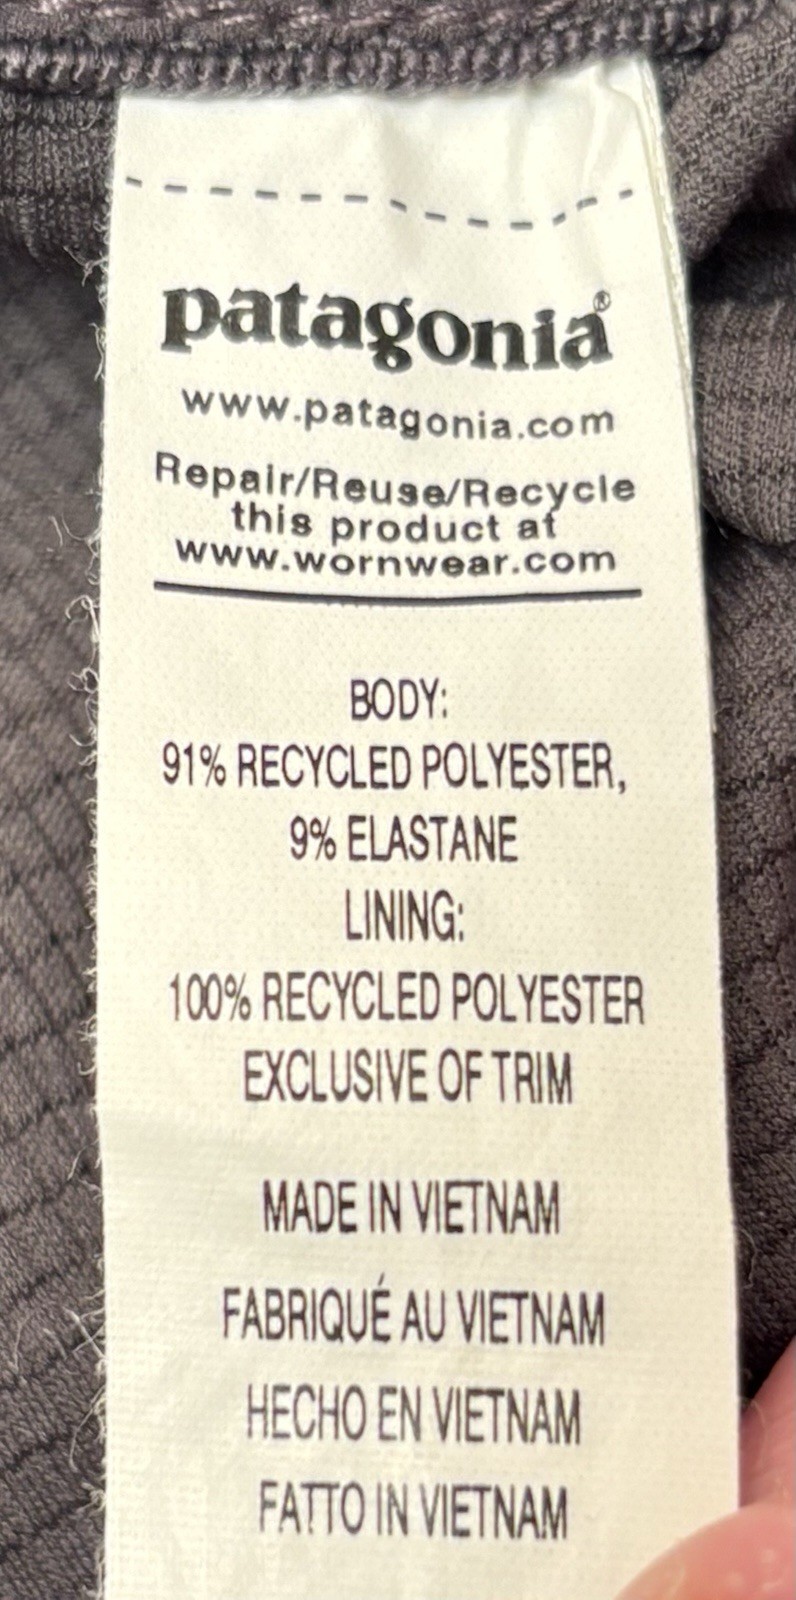 patagonia®
www.patagonia.com
Repair/Reuse/Recycle
this product at
www.wornwear.com
BODY:
91% RECYCLED POLYESTER,
9% ELASTANE
LINING:
100% RECYCLED POLYESTER
EXCLUSIVE OF TRIM
MADE IN VIETNAM
FABRIQUÉ AU VIETNAM
HECHO EN VIETNAM
FATTO IN VIETNAM